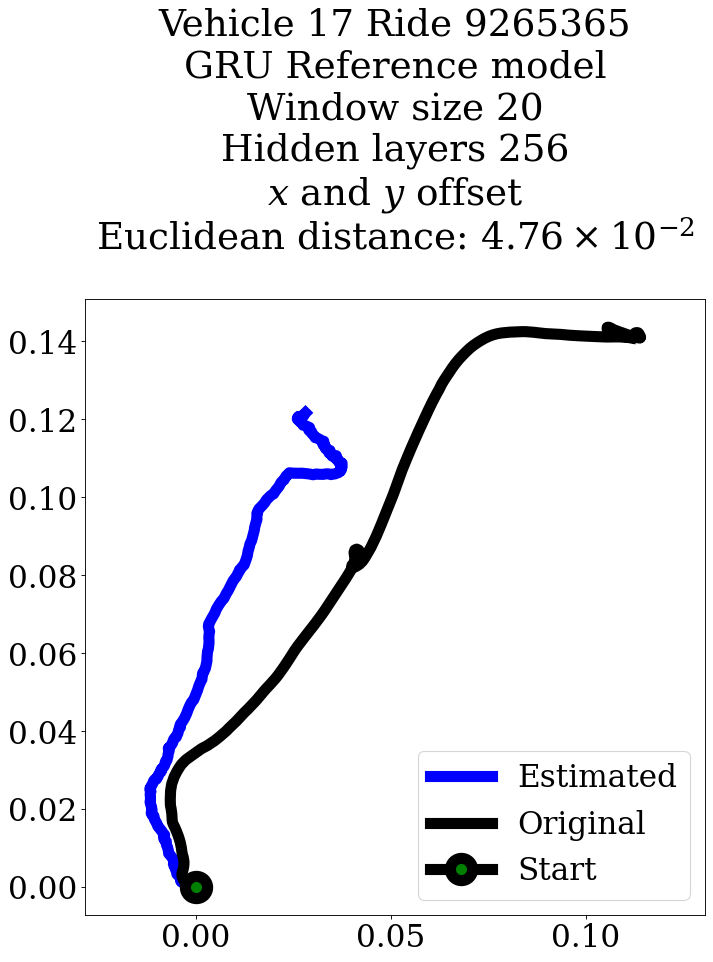 Vehicle 17 Ride 9265365
GRU Reference model
Window size 20
Hidden layers 256
x and y offset
Euclidean distance: 4.76 × 10⁻²
0.14
0.12
0.10
0.08
0.06
0.04
0.02
0.00
Estimated
Original
Start
0.00 0.05 0.10